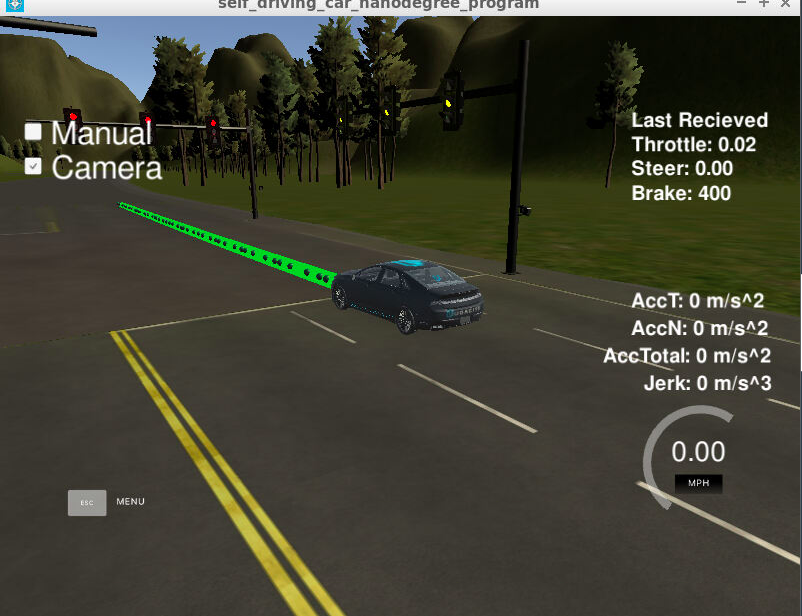 self_driving_car_nanodegree_program
Manual
Camera
Last Recieved
Throttle: 0.02
Steer: 0.00
Brake: 400
AccT: 0 m/s^2
AccN: 0 m/s^2
AccTotal: 0 m/s^2
Jerk: 0 m/s^3
0.00
MPH
ESC
MENU